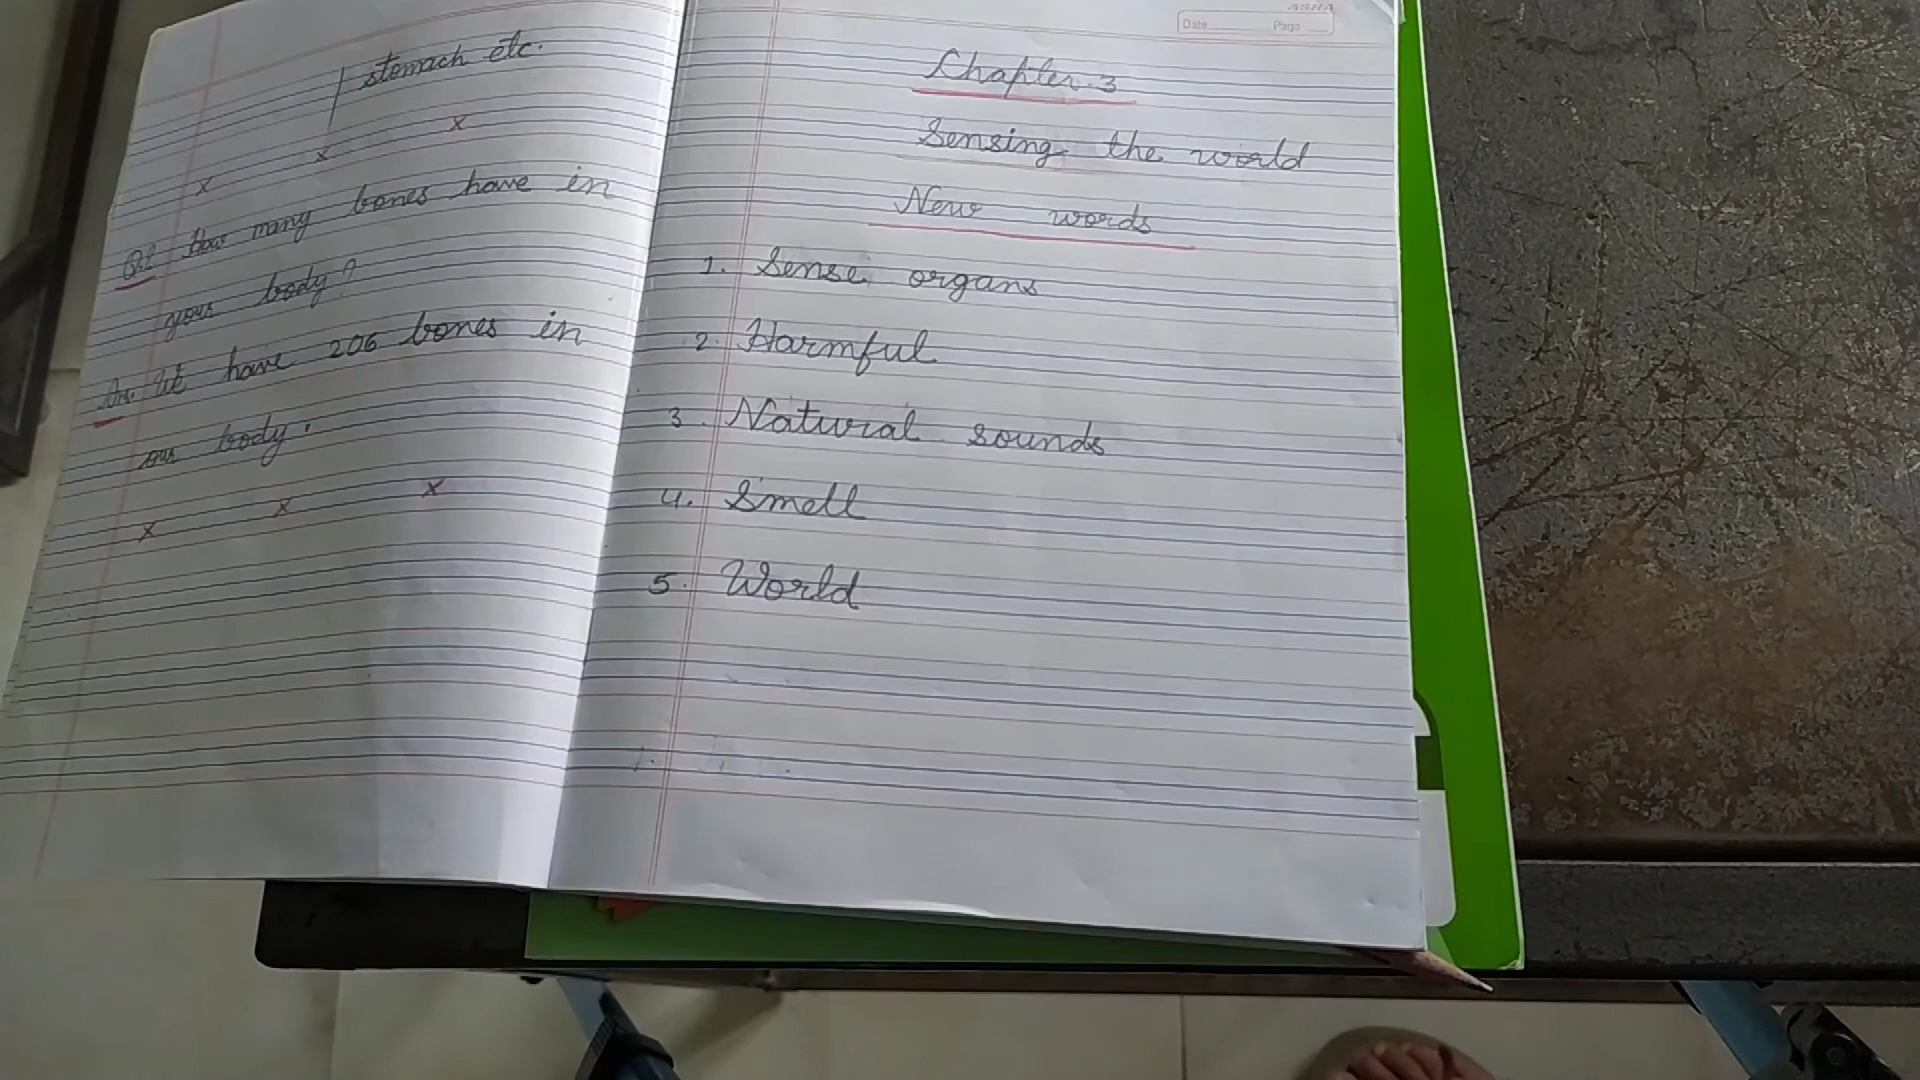 stomach etc.
x x x
Q.2 How many bones have in
your body?
Ans. We have 206 bones in
our body.
x x x
ASHA
Date Page
Chapter.3
Sensing the world
New words
1. Sense organs
2. Harmful
3. Natural sounds
4. Smell
5. World